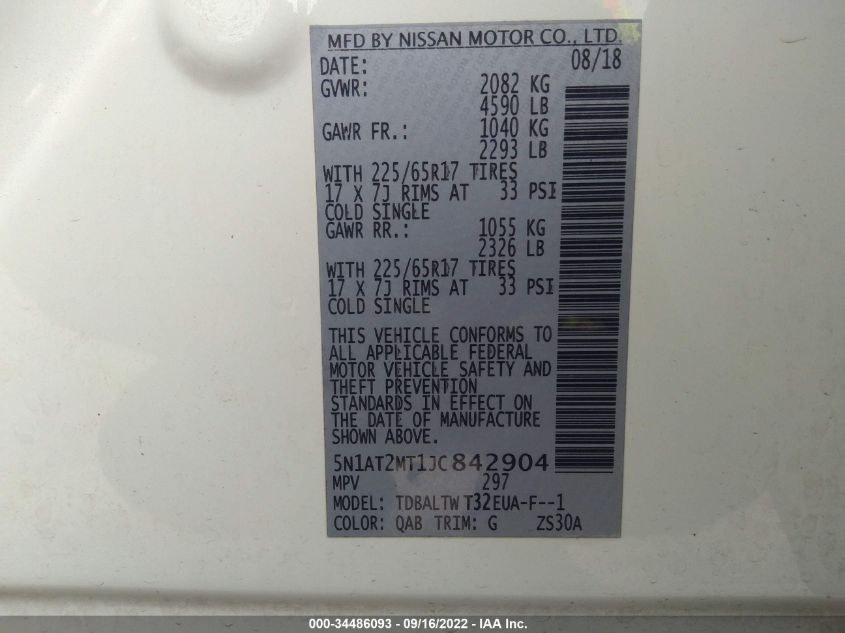 MFD BY NISSAN MOTOR CO., LTD.
DATE: 08/18
GVWR: 2082 KG
4590 LB
GAWR FR.: 1040 KG
2293 LB
WITH 225/65R17 TIRES
17 X 7J RIMS AT 33 PSI
COLD SINGLE
GAWR RR.: 1055 KG
2326 LB
WITH 225/65R17 TIRES
17 X 7J RIMS AT 33 PSI
COLD SINGLE
THIS VEHICLE CONFORMS TO
ALL APPLICABLE FEDERAL
MOTOR VEHICLE SAFETY AND
THEFT PREVENTION
STANDARDS IN EFFECT ON
THE DATE OF MANUFACTURE
SHOWN ABOVE.
5N1AT2MT1JC842904
MPV 297
MODEL: TDBALTW T32EUA-F--1
COLOR: QAB TRIM: G ZS30A
000-34486093 - 09/16/2022 - IAA Inc.